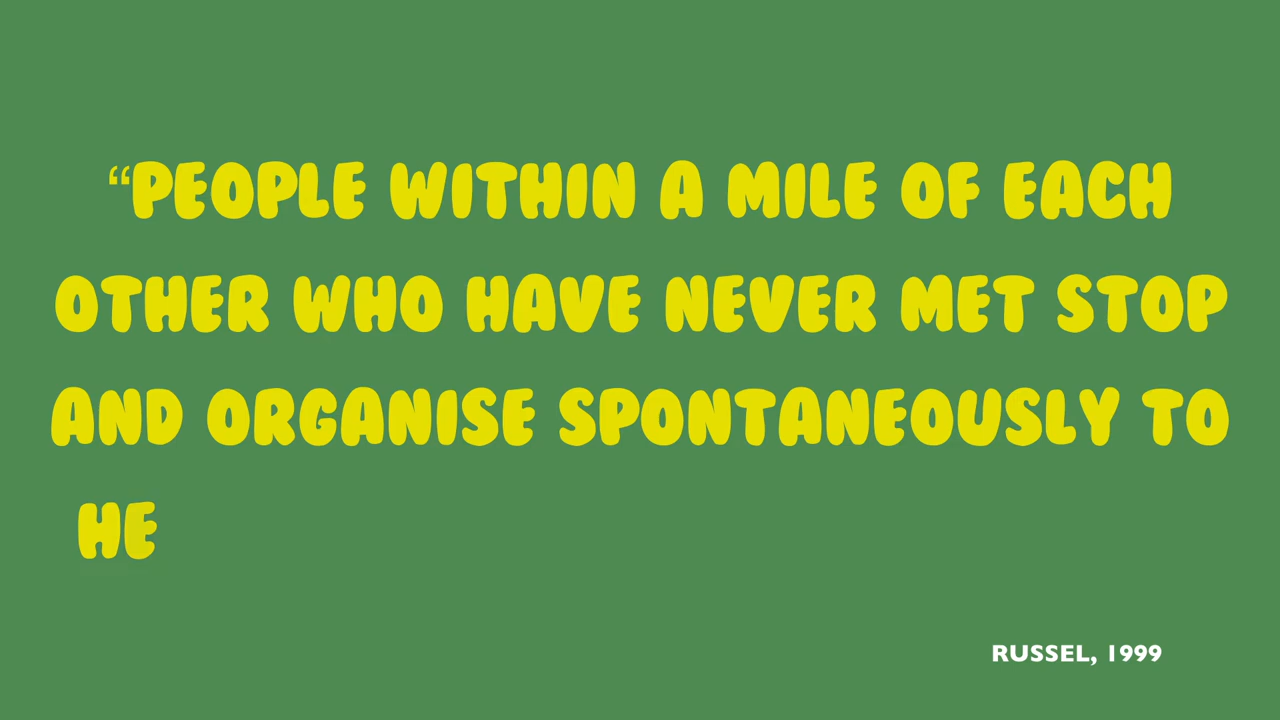 “PEOPLE WITHIN A MILE OF EACH
OTHER WHO HAVE NEVER MET STOP
AND ORGANISE SPONTANEOUSLY TO
HE
RUSSEL, 1999